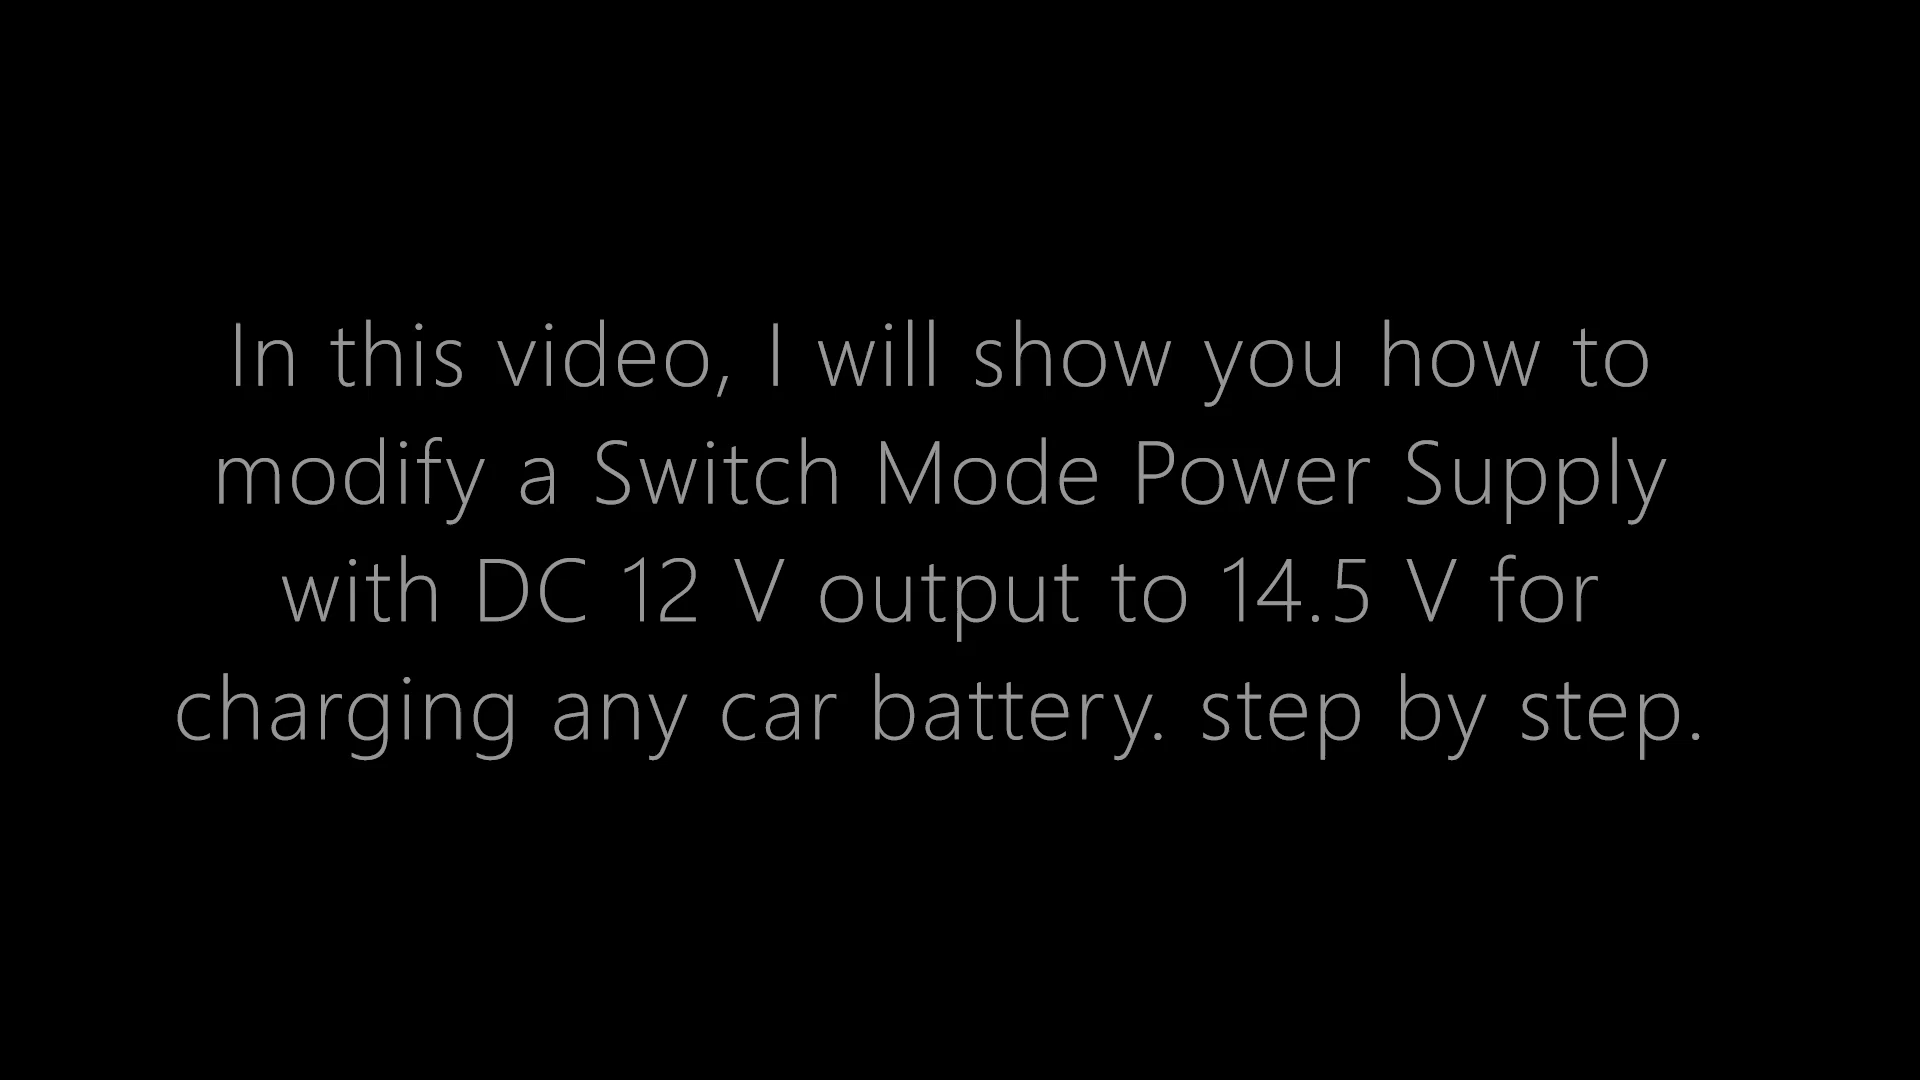 In this video, I will show you how to
modify a Switch Mode Power Supply
with DC 12 V output to 14.5 V for
charging any car battery. step by step.